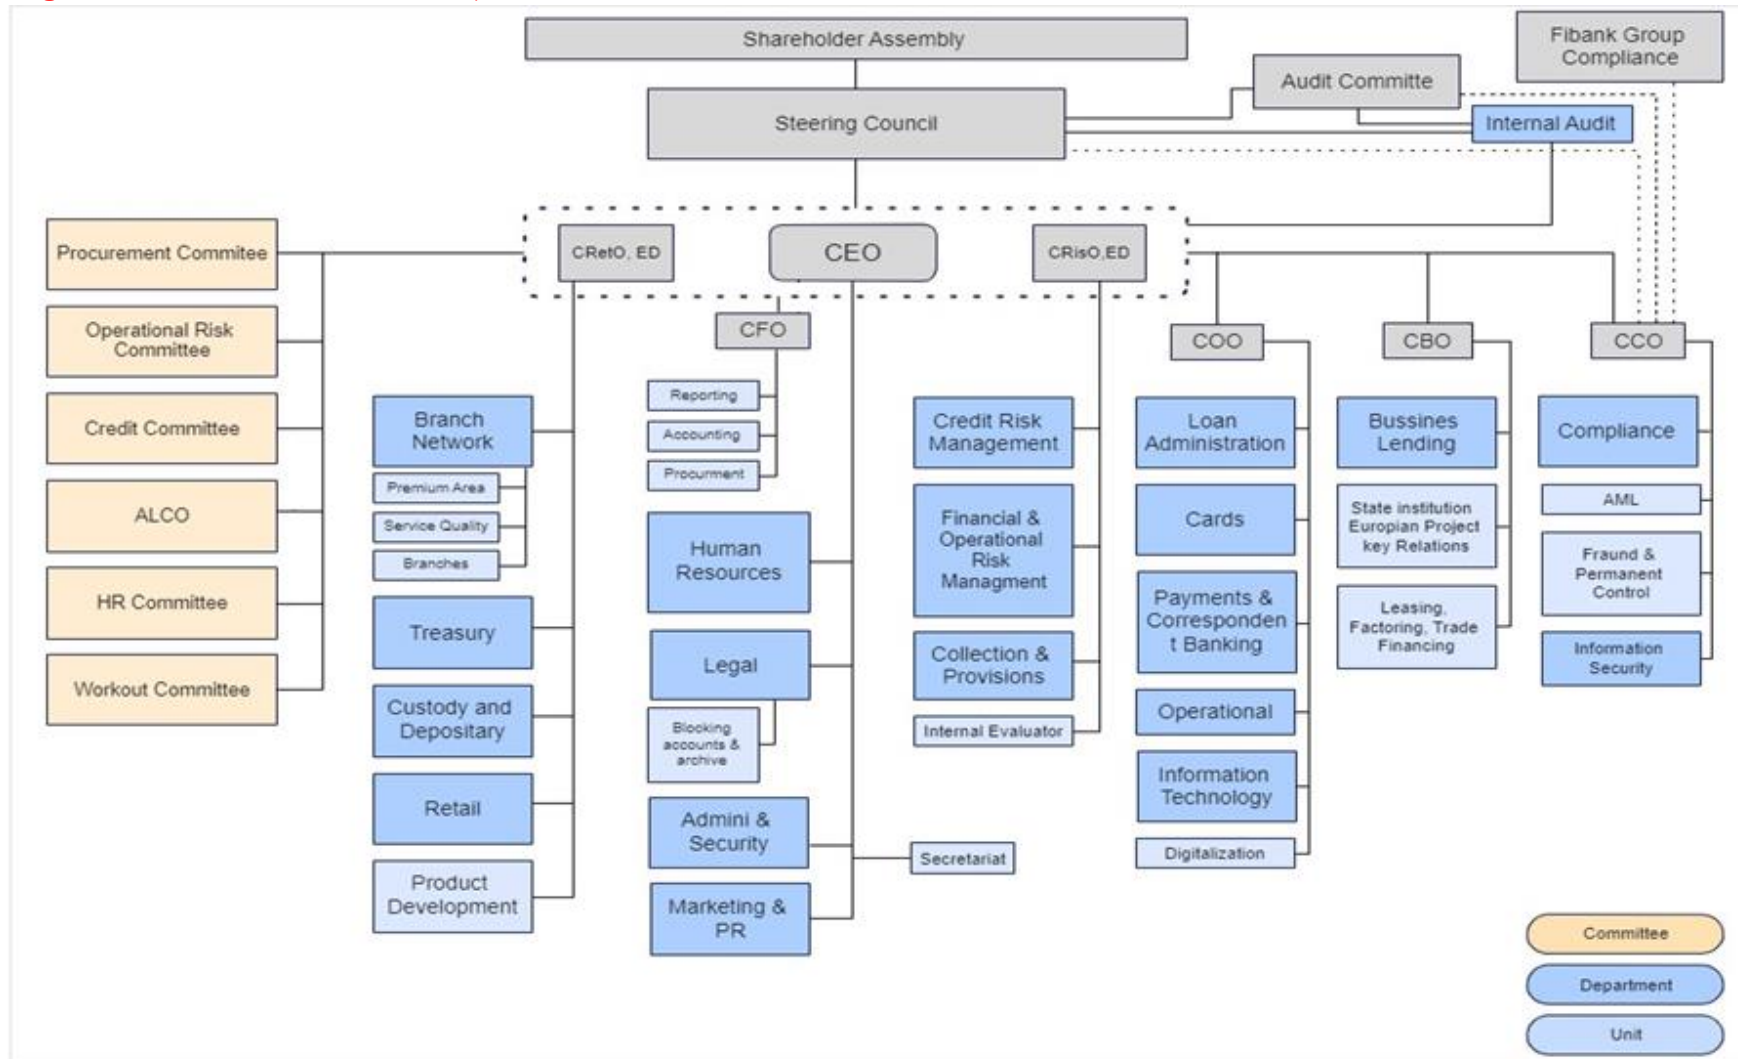 Shareholder Assembly
Fibank Group
Compliance
Audit Committe
Steering Council
Internal Audit
Procurement Commitee
CRetO, ED
CEO
CRisO,ED
Operational Risk
Committee
CFO
COO
CBO
CCO
Credit Committee
ALCO
HR Committee
Workout Committee
Branch
Network
Premium Area
Service Quality
Branches
Treasury
Custody and
Depositary
Retail
Product
Development
Reporting
Accounting
Procurment
Human
Resources
Legal
Blocking
accounts &
archive
Admini &
Security
Marketing &
PR
Secretariat
Credit Risk
Management
Financial &
Operational
Risk
Managment
Collection &
Provisions
Internal Evaluator
Loan
Administration
Cards
Payments &
Corresponden
t Banking
Operational
Information
Technology
Digitalization
Bussines
Lending
State institution
Europian Project
key Relations
Leasing,
Factoring, Trade
Financing
Compliance
AML
Fraund &
Permanent
Control
Information
Security
Committee
Department
Unit